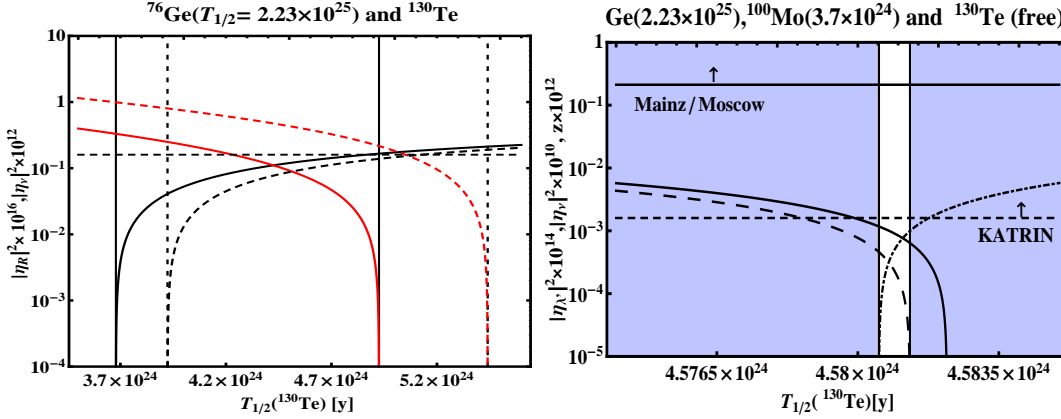 ⁷⁶Ge(T₁/₂= 2.23×10²⁵) and ¹³⁰Te
|η_R|²×10¹⁶,|η_ν|²×10¹²
10
1
10⁻¹
10⁻²
10⁻³
10⁻⁴
3.7×10²⁴ 4.2×10²⁴ 4.7×10²⁴ 5.2×10²⁴
T₁/₂(¹³⁰Te) [y]
Ge(2.23×10²⁵),¹⁰⁰Mo(3.7×10²⁴) and ¹³⁰Te (free)
|η_λ'|²×10¹⁴,|η_ν|²×10¹⁰, z×10¹²
1
10⁻¹
10⁻²
10⁻³
10⁻⁴
10⁻⁵
↑
Mainz/Moscow
↑
KATRIN
4.5765×10²⁴ 4.58×10²⁴ 4.5835×10²⁴
T₁/₂(¹³⁰Te)[y]